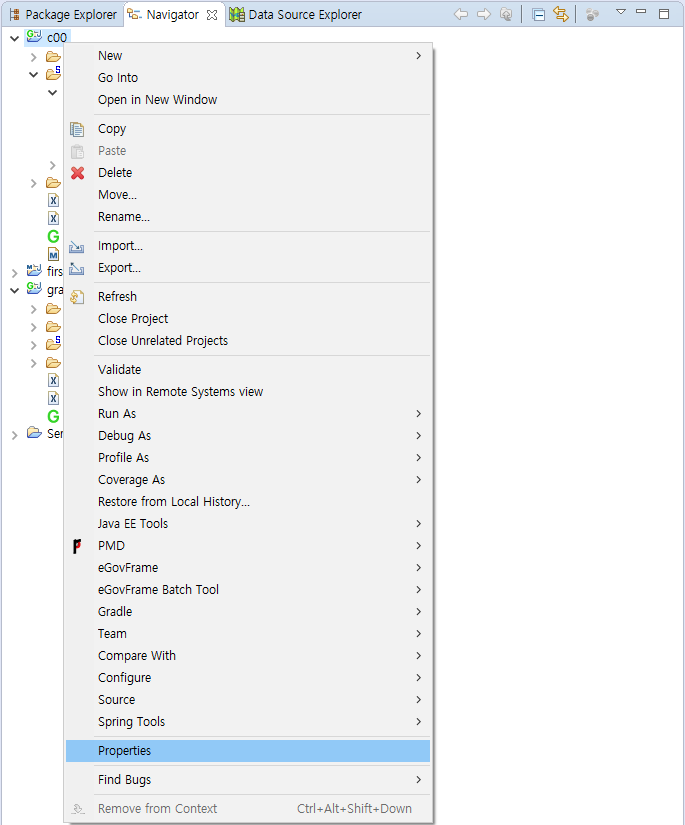 Package Explorer Navigator Data Source Explorer
c00
New
Go Into
Open in New Window
Copy
Paste
Delete
Move...
Rename...
Import...
Export...
firs
gra
Refresh
Close Project
Close Unrelated Projects
Validate
Show in Remote Systems view
Run As
Ser
Debug As
Profile As
Coverage As
Restore from Local History...
Java EE Tools
PMD
eGovFrame
eGovFrame Batch Tool
Gradle
Team
Compare With
Configure
Source
Spring Tools
Properties
Find Bugs
Remove from Context Ctrl+Alt+Shift+Down